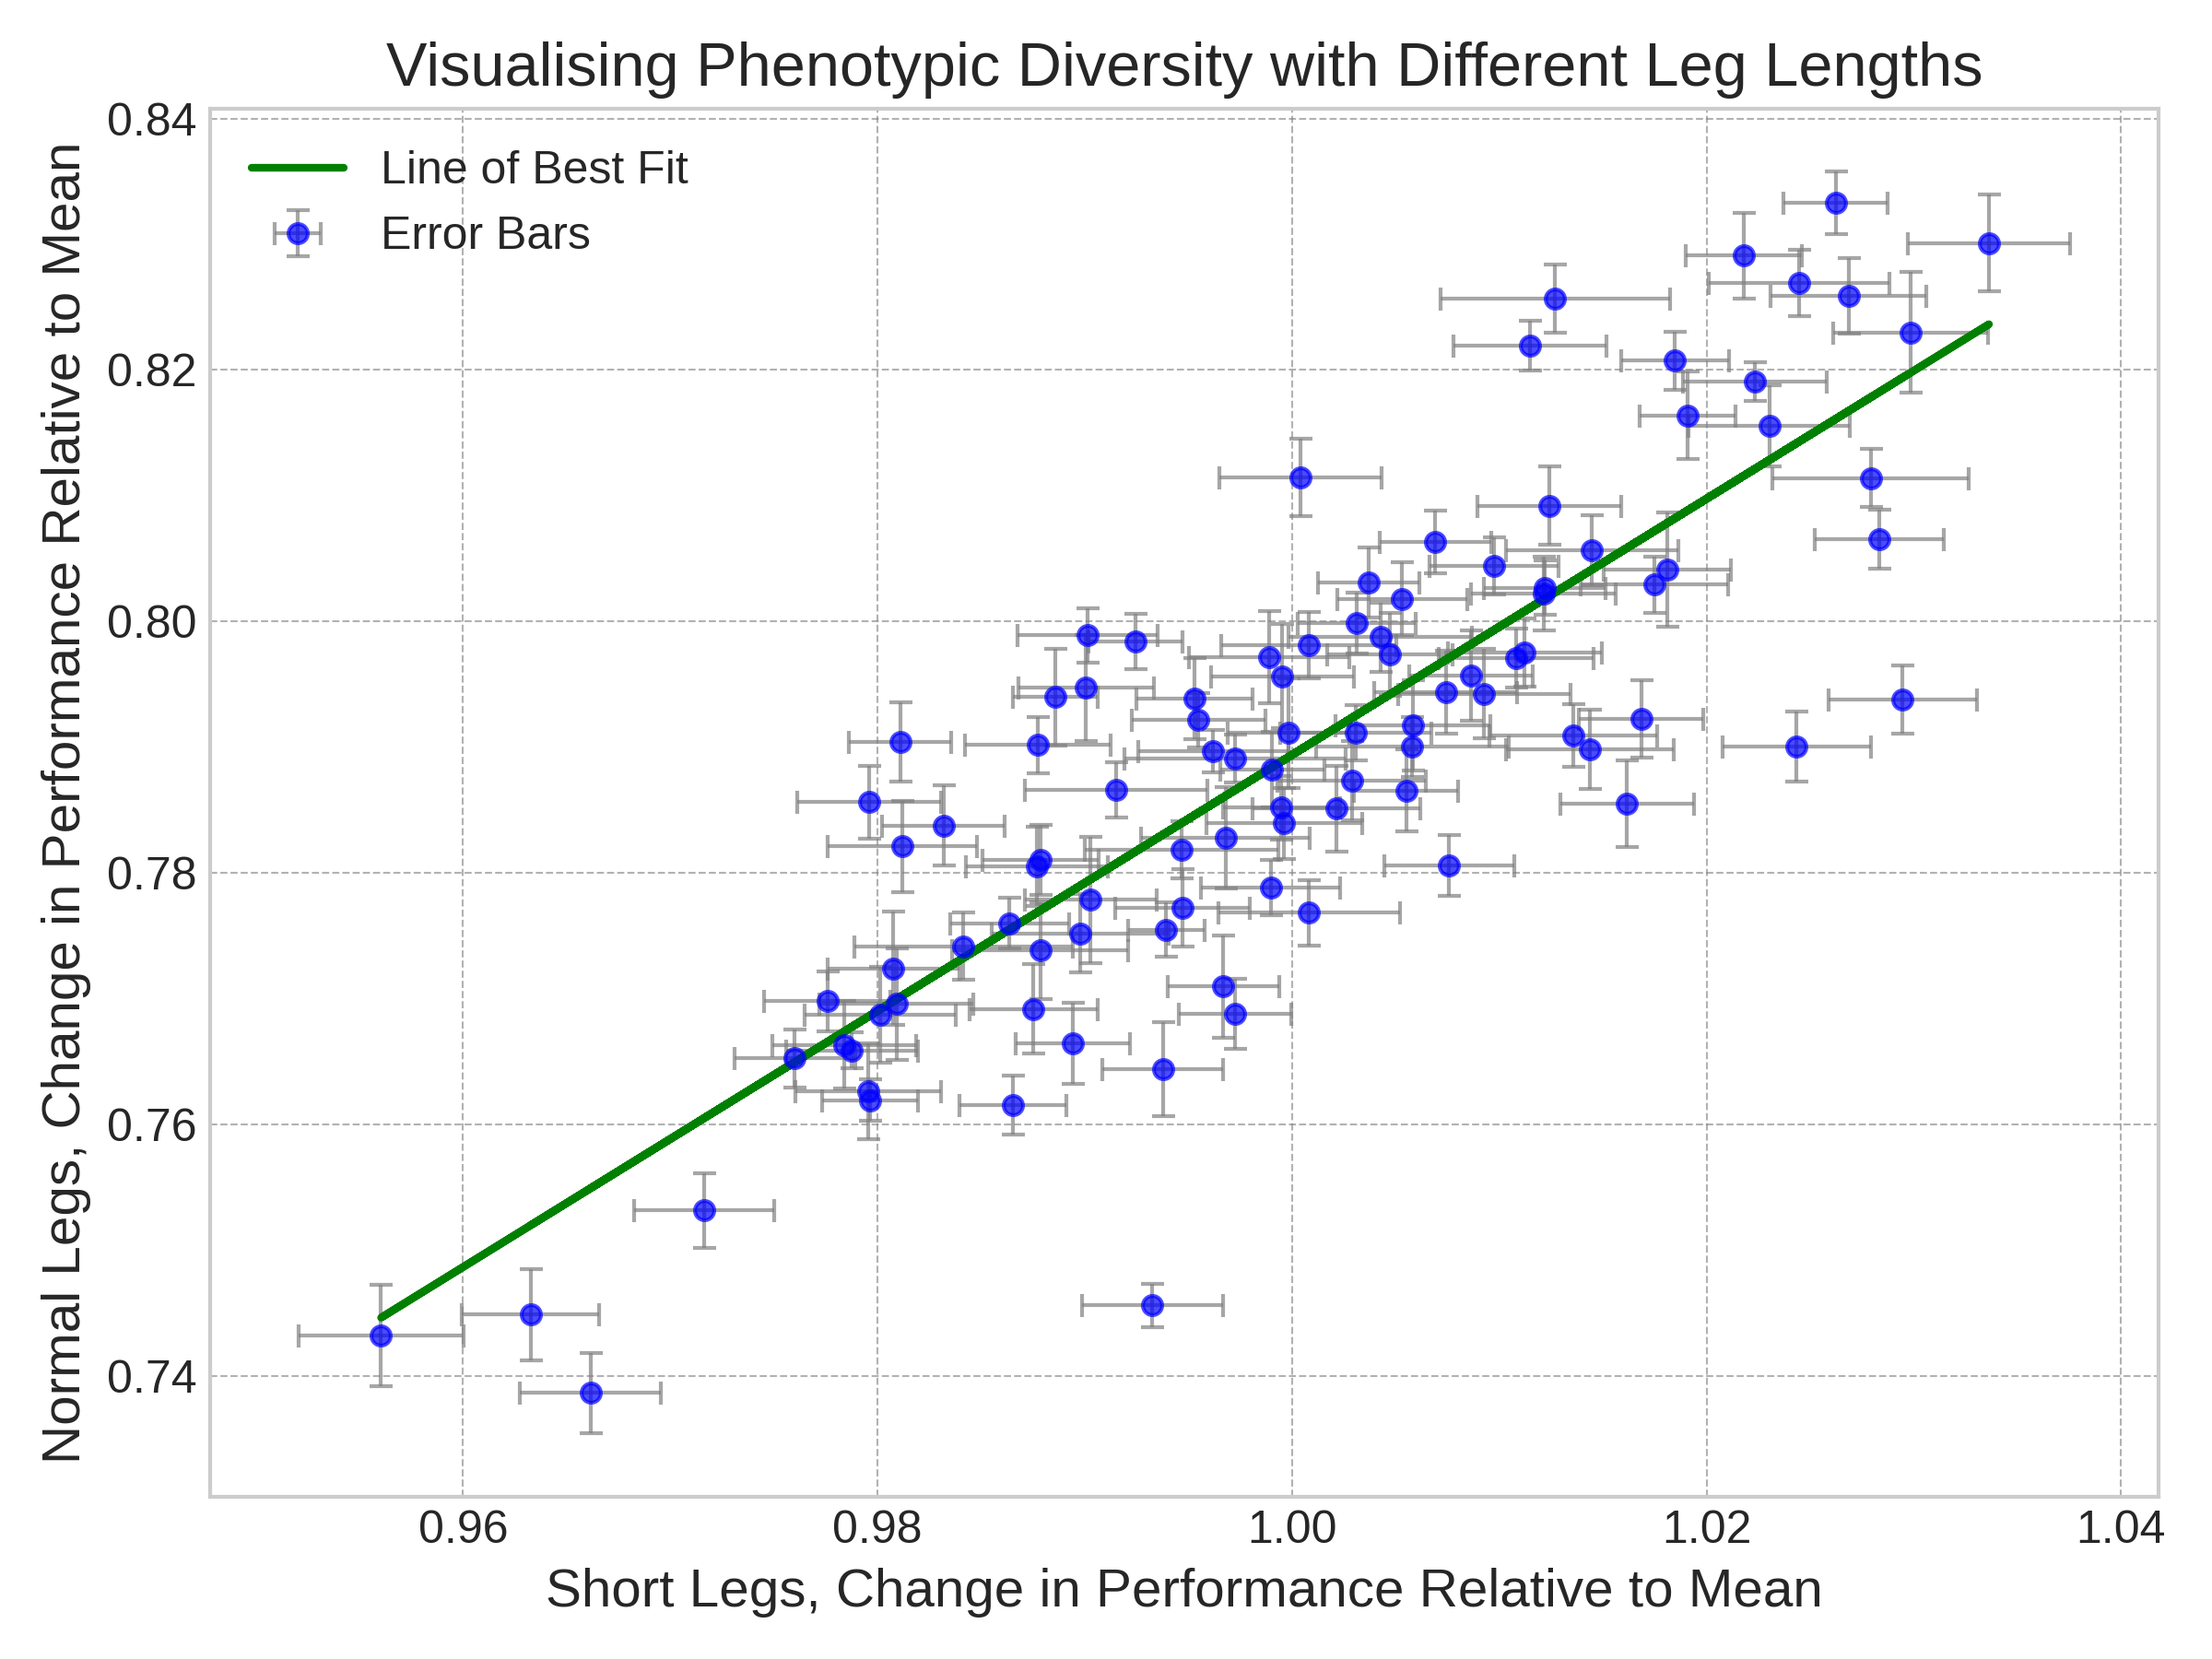 Visualising Phenotypic Diversity with Different Leg Lengths
Line of Best Fit
Error Bars
Normal Legs, Change in Performance Relative to Mean
0.84
0.82
0.80
0.78
0.76
0.74
0.96
0.98
1.00
1.02
1.04
Short Legs, Change in Performance Relative to Mean